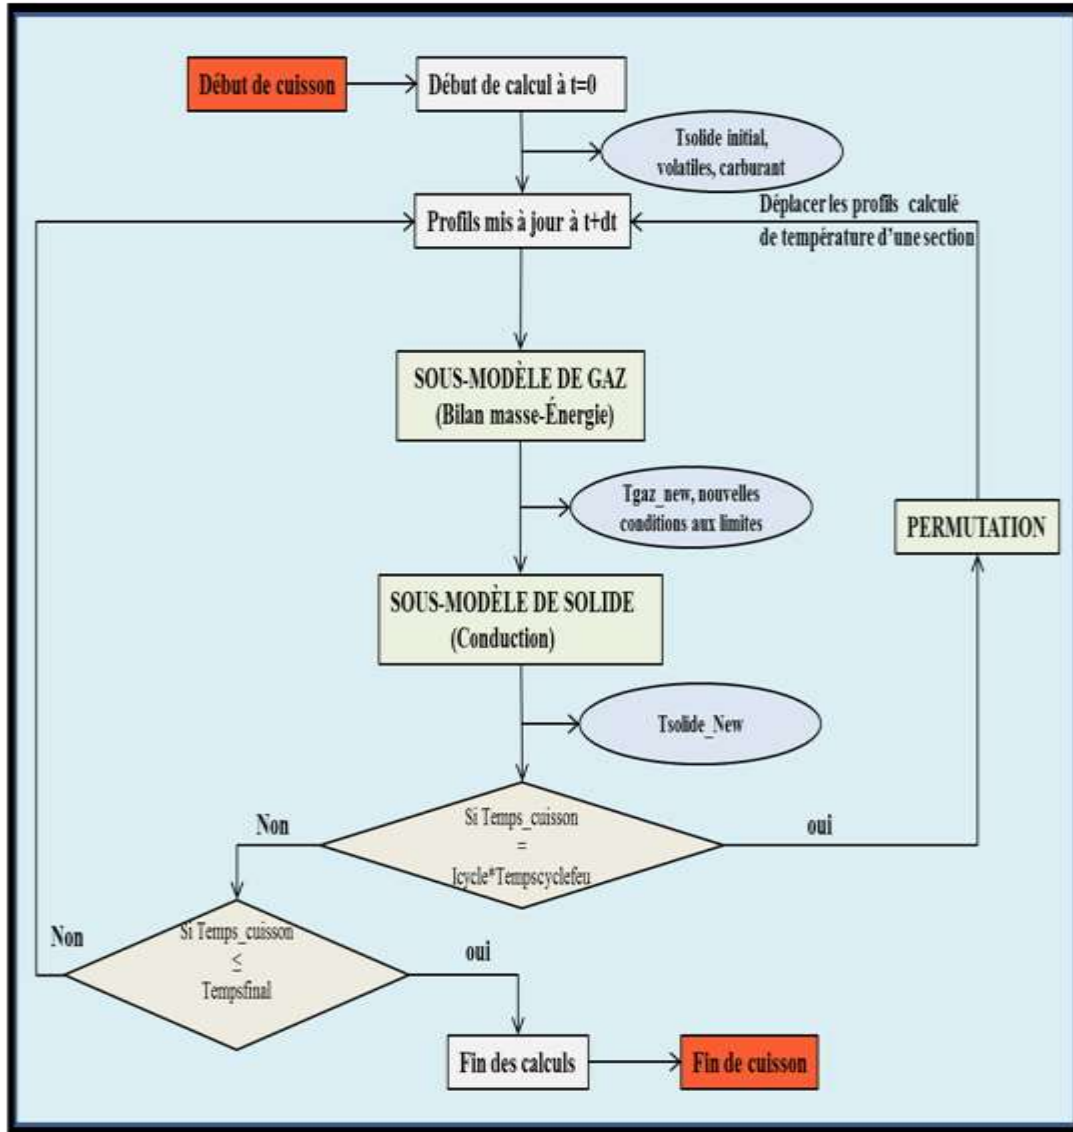 Début de cuisson
Début de calcul à t=0
Tsolide initial,
volatiles, carburant
Profils mis à jour à t+dt
Déplacer les profils calculé
de température d'une section
SOUS-MODÈLE DE GAZ
(Bilan masse-Énergie)
Tgaz_new, nouvelles
conditions aux limites
PERMUTATION
SOUS-MODÈLE DE SOLIDE
(Conduction)
Tsolide_New
Non
Si Temps_cuisson
=
Icycle*Tempscyclefeu
oui
Non
Si Temps_cuisson
≤
Tempsfinal
oui
Fin des calculs
Fin de cuisson